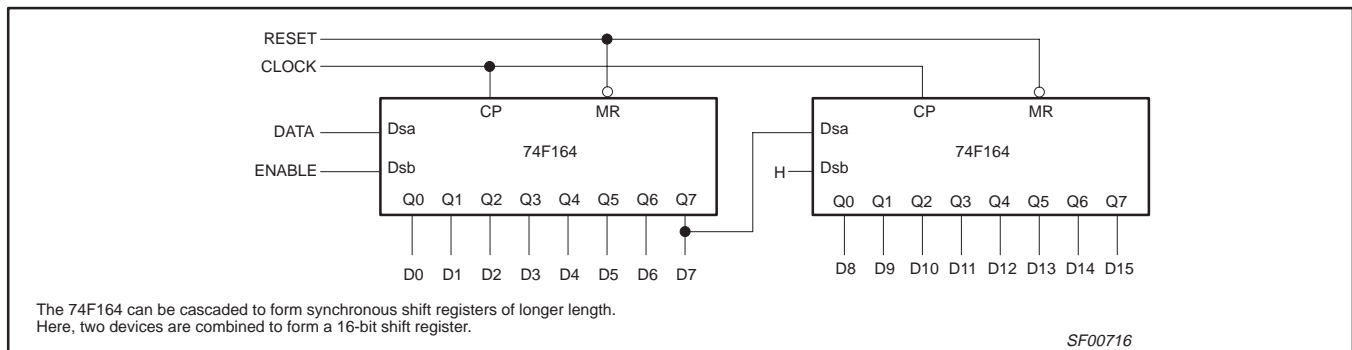 RESET
CLOCK
CP MR CP MR
DATA Dsa Dsa
74F164 74F164
ENABLE Dsb H Dsb
Q0 Q1 Q2 Q3 Q4 Q5 Q6 Q7 Q0 Q1 Q2 Q3 Q4 Q5 Q6 Q7
D0 D1 D2 D3 D4 D5 D6 D7 D8 D9 D10 D11 D12 D13 D14 D15
The 74F164 can be cascaded to form synchronous shift registers of longer length.
Here, two devices are combined to form a 16-bit shift register.
SF00716